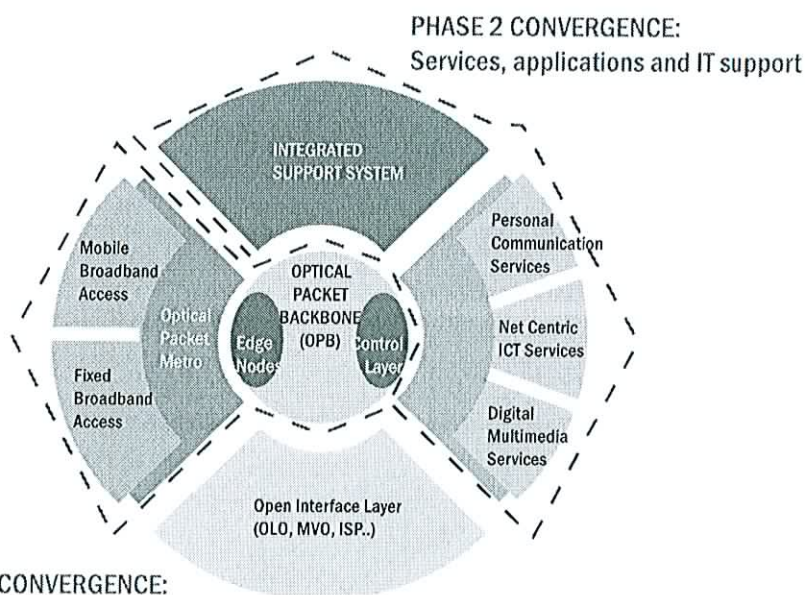 PHASE 2 CONVERGENCE:
Services, applications and IT support
INTEGRATED
SUPPORT SYSTEM
Mobile
Broadband
Access
Optical
Packet
Metro
Fixed
Broadband
Access
OPTICAL
PACKET
BACKBONE
(OPB)
Edge
Nodes
Control
Layer
Personal
Communication
Services
Net Centric
ICT Services
Digital
Multimedia
Services
Open Interface Layer
(OLO, MVO, ISP..)
CONVERGENCE: